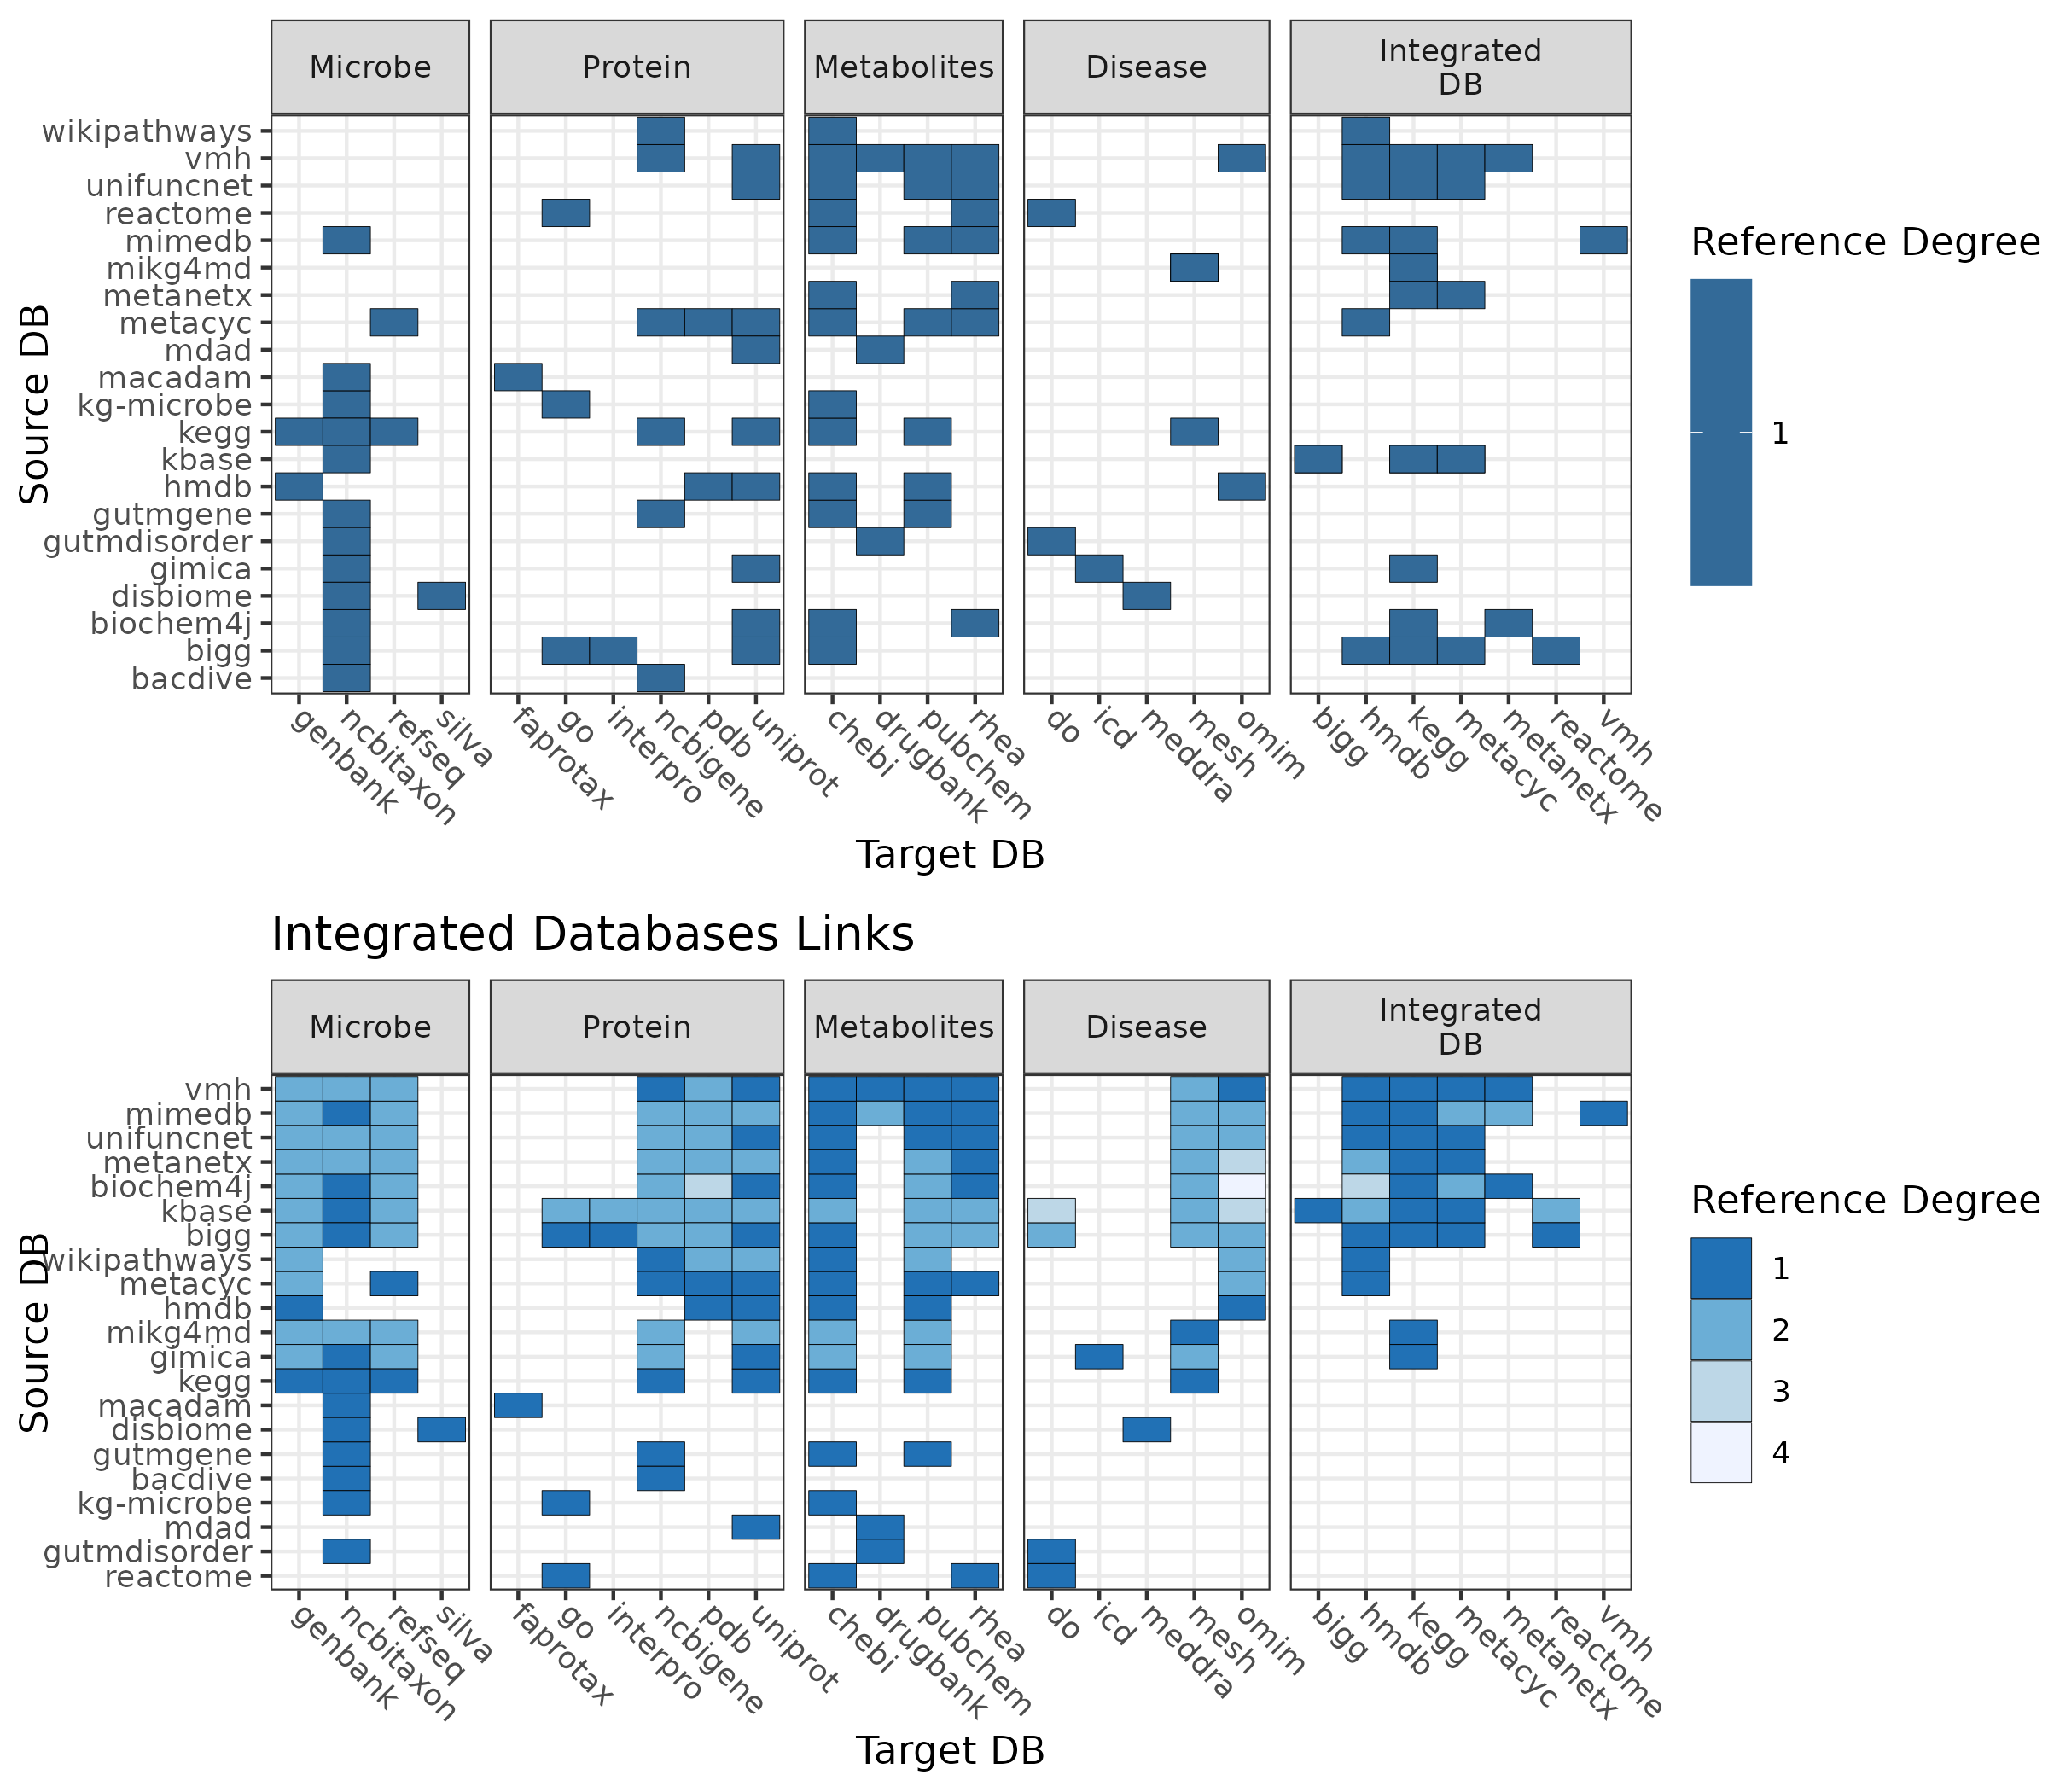 Microbe
Protein
Metabolites
Disease
Integrated
DB
wikipathways
vmh
unifuncnet
reactome
mimedb
mikg4md
metanetx
metacyc
mdad
macadam
kg-microbe
kegg
kbase
hmdb
gutmgene
gutmdisorder
gimica
disbiome
biochem4j
bigg
bacdive
Source DB
genbank
ncbitaxon
refseq
silva
faprotax
go
interpro
ncbigene
pdb
uniprot
chebi
drugbank
pubchem
rhea
do
icd
meddra
mesh
omim
bigg
hmdb
kegg
metacyc
metanetx
reactome
vmh
Target DB
Reference Degree
1
Integrated Databases Links
Microbe
Protein
Metabolites
Disease
Integrated
DB
vmh
mimedb
unifuncnet
metanetx
biochem4j
kbase
bigg
wikipathways
metacyc
hmdb
mikg4md
gimica
kegg
macadam
disbiome
gutmgene
bacdive
kg-microbe
mdad
gutmdisorder
reactome
Source DB
genbank
ncbitaxon
refseq
silva
faprotax
go
interpro
ncbigene
pdb
uniprot
chebi
drugbank
pubchem
rhea
do
icd
meddra
mesh
omim
bigg
hmdb
kegg
metacyc
metanetx
reactome
vmh
Target DB
Reference Degree
1
2
3
4